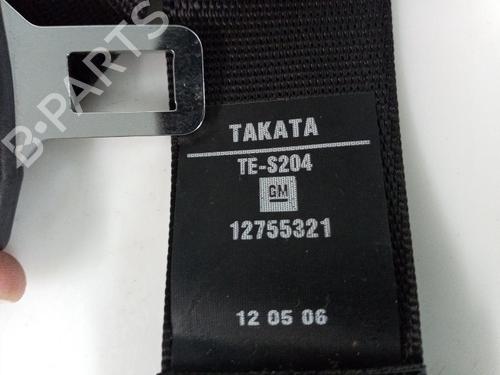 B-PARTS
TAKATA
TE-S204
GM
12755321
12 05 06